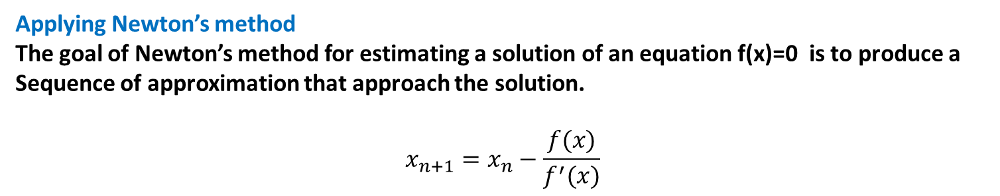 Applying Newton’s method
The goal of Newton’s method for estimating a solution of an equation f(x)=0 is to produce a
Sequence of approximation that approach the solution.
$x_{n+1} = x_n - \frac{f(x)}{f'(x)}$